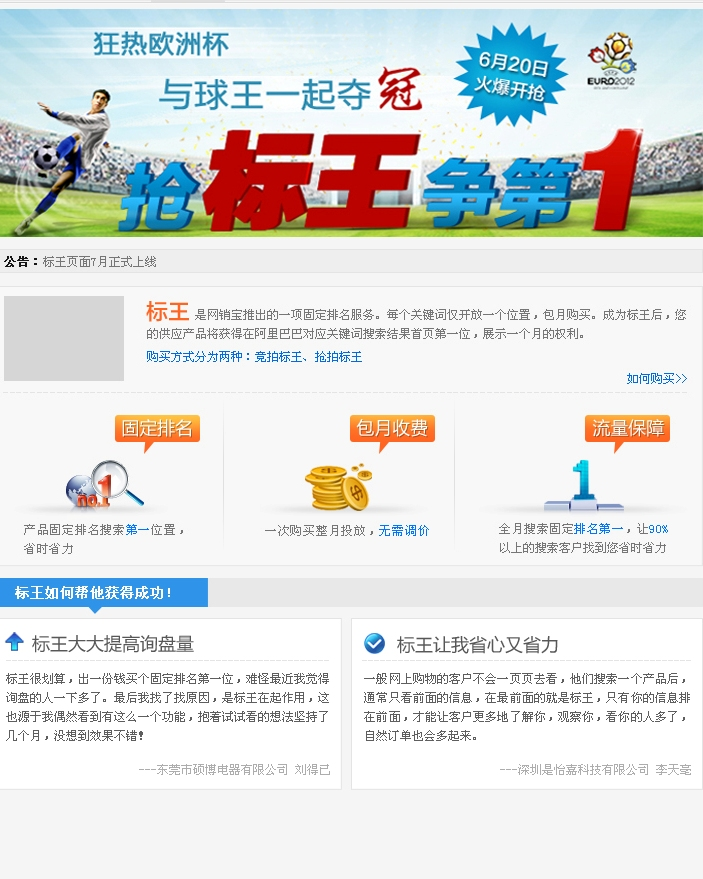 狂热欧洲杯
与球王一起夺冠
6月20日
火爆开抢
EURO2012
抢标王争第1
公告：标王页面7月正式上线
标王 是网销宝推出的一项固定排名服务。每个关键词仅开放一个位置，包月购买。成为标王后，您
的供应产品将获得在阿里巴巴对应关键词搜索结果首页第一位，展示一个月的权利。
购买方式分为两种：竞拍标王、抢拍标王
如何购买>>
固定排名
包月收费
流量保障
no.1
产品固定排名搜索第一位置，
省时省力
一次购买整月投放，无需调价
全月搜索固定排名第一，让90%
以上的搜索客户找到您省时省力
标王如何帮他获得成功！
标王大大提高询盘量
标王很划算，出一份钱买个固定排名第一位，难怪最近我觉得
询盘的人一下多了。最后我找了找原因，是标王在起作用，这
也源于我偶然看到有这么一个功能，抱着试试看的想法坚持了
几个月，没想到效果不错！
---东莞市硕博电器有限公司 刘得已
标王让我省心又省力
一般网上购物的客户不会一页页去看，他们搜索一个产品后，
通常只看前面的信息，在最前面的就是标王，只有你的信息排
在前面，才能让客户更多地了解你，观察你，看你的人多了，
自然订单也会多起来。
---深圳是怡嘉科技有限公司 李天亳